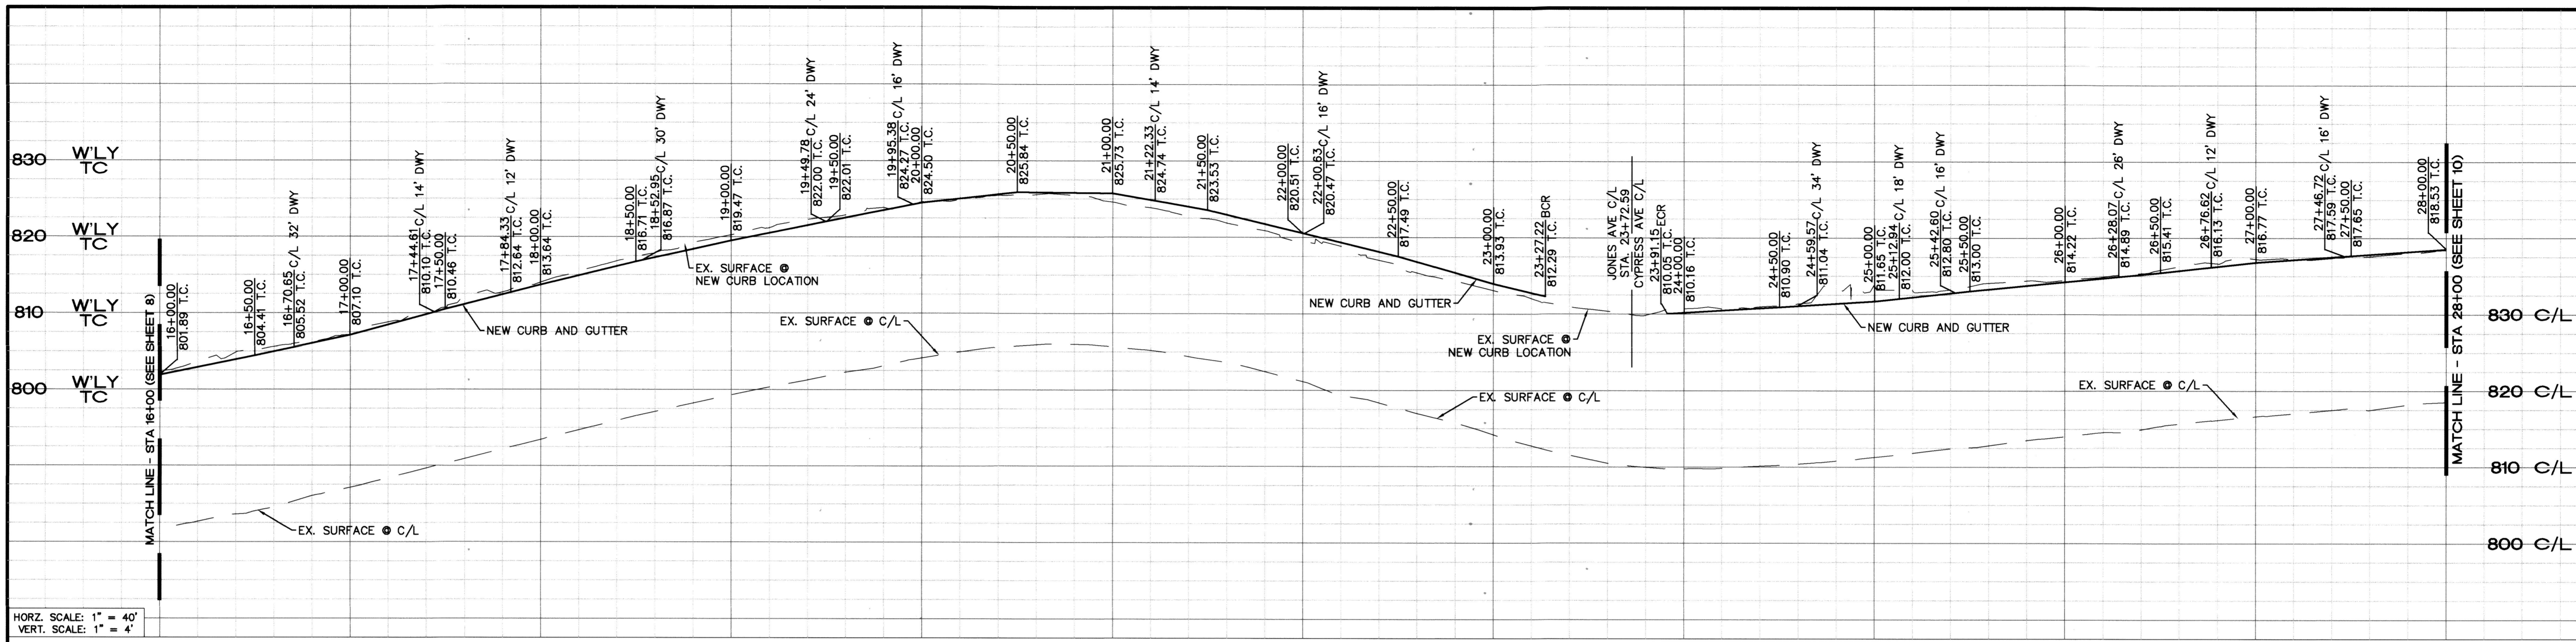 830 W'LY TC
820 W'LY TC
810 W'LY TC
800 W'LY TC
MATCH LINE - STA 16+00 (SEE SHEET 8)
16+00.00
801.89 T.C.
16+50.00
804.41 T.C.
16+70.65 C/L 32' DWY
805.52 T.C.
17+00.00
807.10 T.C.
17+44.61 C/L 14' DWY
810.10 T.C.
17+50.00
810.46 T.C.
17+84.33 C/L 12' DWY
812.64 T.C.
18+00.00
813.64 T.C.
18+50.00
816.71 T.C.
18+52.95 C/L 30' DWY
816.87 T.C.
19+00.00
819.47 T.C.
19+49.78 C/L 24' DWY
822.00 T.C.
19+50.00
822.01 T.C.
19+95.38 C/L 16' DWY
824.27 T.C.
20+00.00
824.50 T.C.
20+50.00
825.84 T.C.
21+00.00
825.73 T.C.
21+22.33 C/L 14' DWY
824.74 T.C.
21+50.00
823.53 T.C.
22+00.00
820.51 T.C.
22+00.63 C/L 16' DWY
820.47 T.C.
22+50.00
817.49 T.C.
23+00.00
813.93 T.C.
23+27.22 BCR
812.29 T.C.
JONES AVE C/L
STA. 23+72.59
CYPRESS AVE C/L
23+91.15 ECR
810.05 T.C.
24+00.00
810.16 T.C.
24+50.00
810.90 T.C.
24+59.57 C/L 34' DWY
811.04 T.C.
25+00.00
811.65 T.C.
25+12.94 C/L 18' DWY
812.00 T.C.
25+42.60 C/L 16' DWY
812.80 T.C.
25+50.00
813.00 T.C.
26+00.00
814.22 T.C.
26+28.07 C/L 26' DWY
814.89 T.C.
26+50.00
815.41 T.C.
26+76.62 C/L 12' DWY
816.13 T.C.
27+00.00
816.77 T.C.
27+46.72 C/L 16' DWY
817.59 T.C.
27+50.00
817.65 T.C.
28+00.00
818.53 T.C.
MATCH LINE - STA 28+00 (SEE SHEET 10)
NEW CURB AND GUTTER
EX. SURFACE @
NEW CURB LOCATION
EX. SURFACE @ C/L
NEW CURB AND GUTTER
EX. SURFACE @
NEW CURB LOCATION
NEW CURB AND GUTTER
EX. SURFACE @ C/L
EX. SURFACE @ C/L
EX. SURFACE @ C/L
830 C/L
820 C/L
810 C/L
800 C/L
HORZ. SCALE: 1" = 40'
VERT. SCALE: 1" = 4'